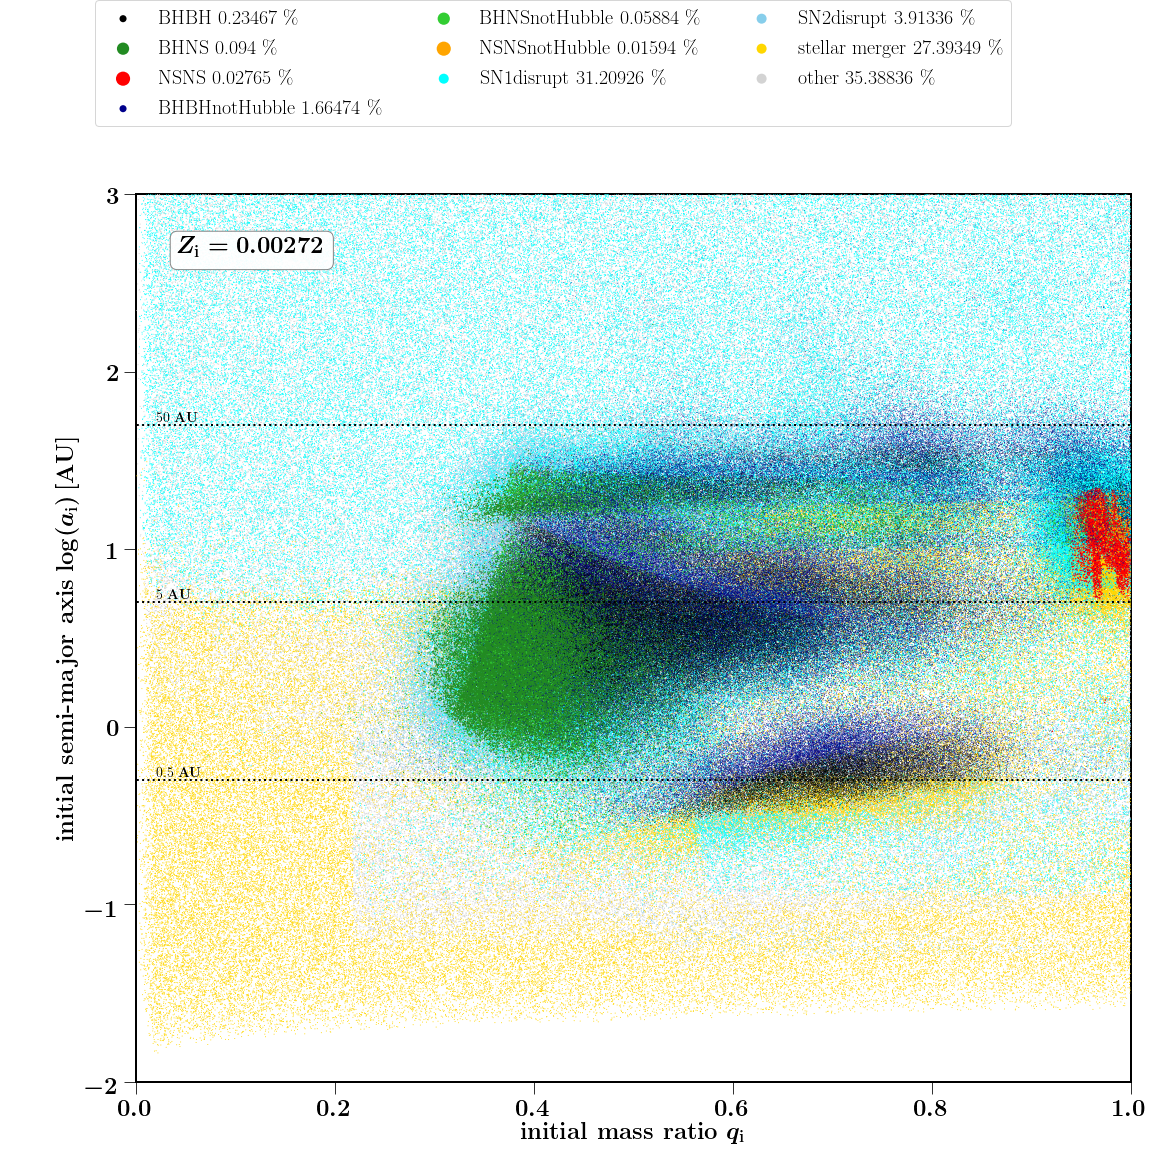 BHBH 0.23467 %
BHNS 0.094 %
NSNS 0.02765 %
BHBHnotHubble 1.66474 %
BHNSnotHubble 0.05884 %
NSNSnotHubble 0.01594 %
SN1disrupt 31.20926 %
SN2disrupt 3.91336 %
stellar merger 27.39349 %
other 35.38836 %
Zi = 0.00272
50 AU
5 AU
0.5 AU
initial semi-major axis log(ai) [AU]
3
2
1
0
−1
−2
0.0 0.2 0.4 0.6 0.8 1.0
initial mass ratio qi